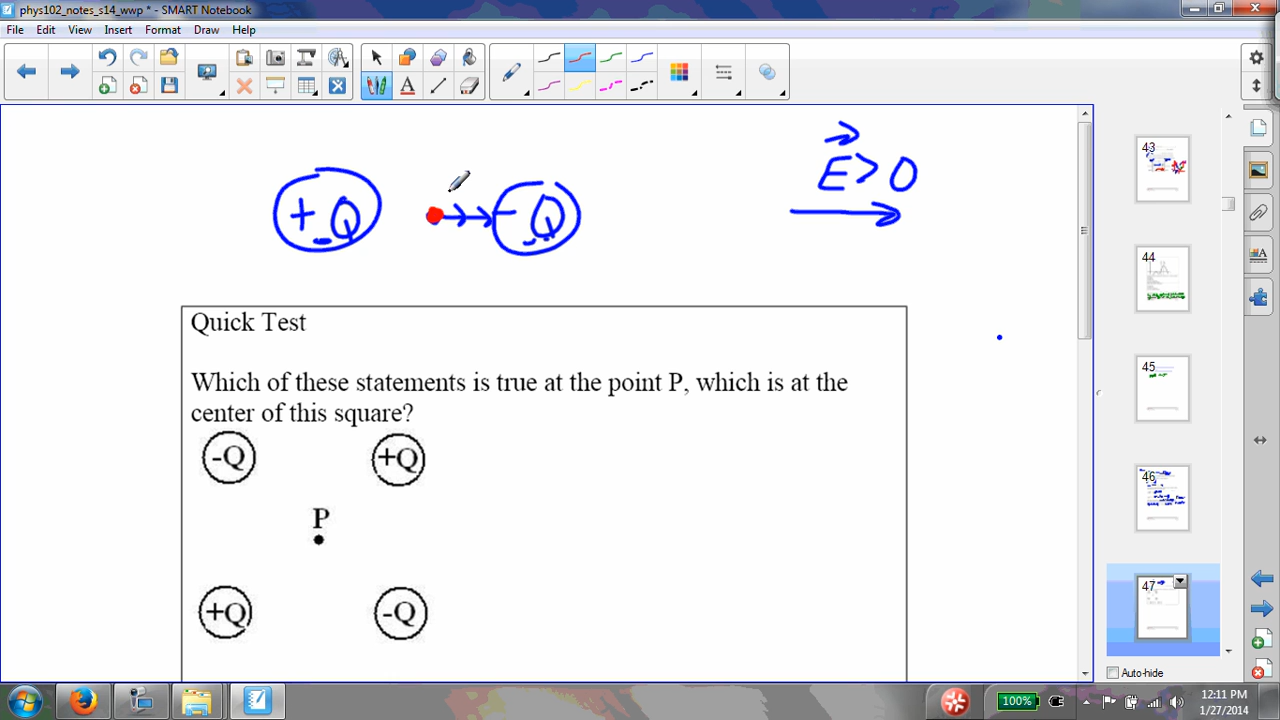 phys102_notes_s14_wwp * - SMART Notebook
File Edit View Insert Format Draw Help
+Q
-Q
E > 0
Quick Test
Which of these statements is true at the point P, which is at the
center of this square?
-Q
+Q
P
+Q
-Q
43
44
45
46
47
Auto-hide
100%
12:11 PM
1/27/2014